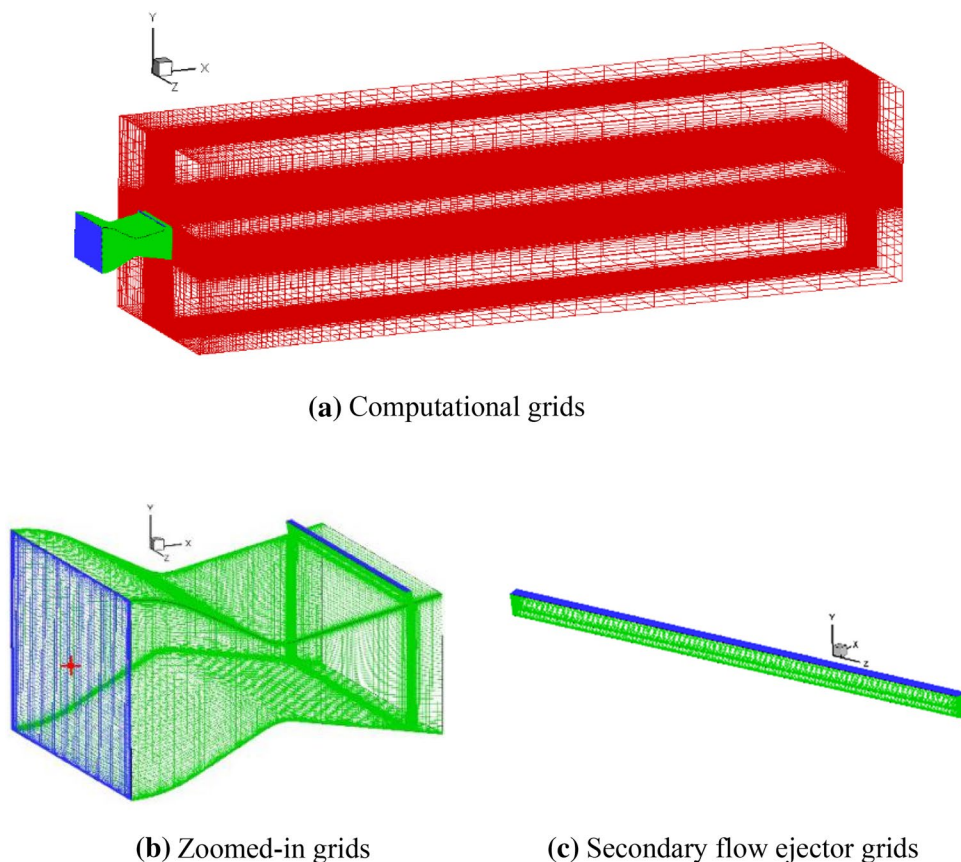 Y
X
Z
(a) Computational grids
Y
X
Z
Y
X
Z
(b) Zoomed-in grids
(c) Secondary flow ejector grids